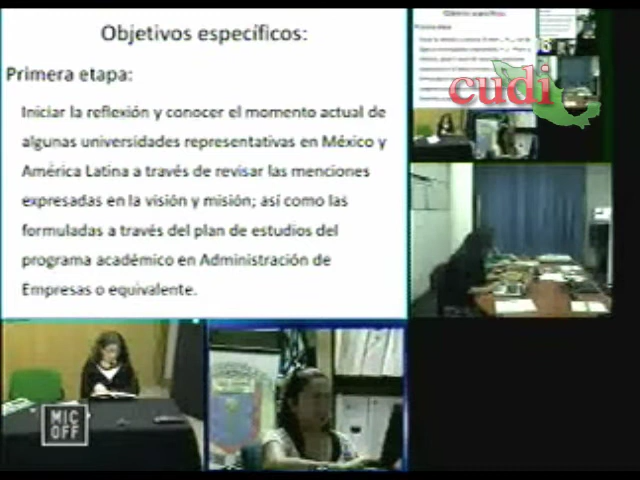 Objetivos específicos:
Primera etapa:
Iniciar la reflexión y conocer el momento actual de
algunas universidades representativas en México y
América Latina a través de revisar las menciones
expresadas en la visión y misión; así como las
formuladas a través del plan de estudios del
programa académico en Administración de
Empresas o equivalente.
cudi
MIC
OFF